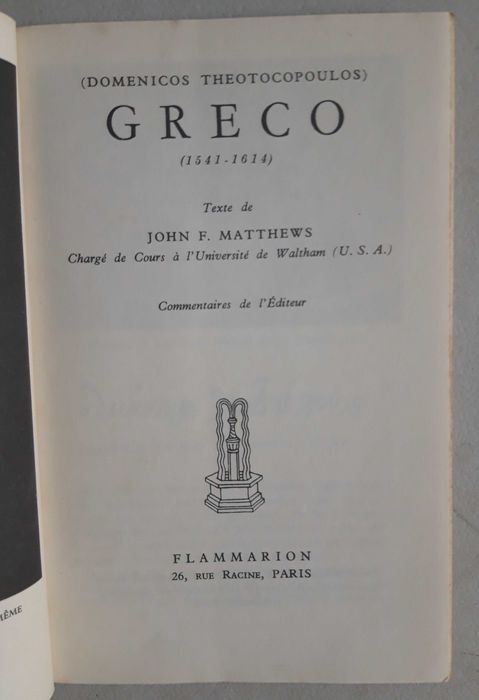 (DOMENICOS THEOTOCOPOULOS)
GRECO
(1541-1614)
Texte de
JOHN F. MATTHEWS
Chargé de Cours à l'Université de Waltham (U. S. A.)
Commentaires de l'Éditeur
FLAMMARION
26, RUE RACINE, PARIS